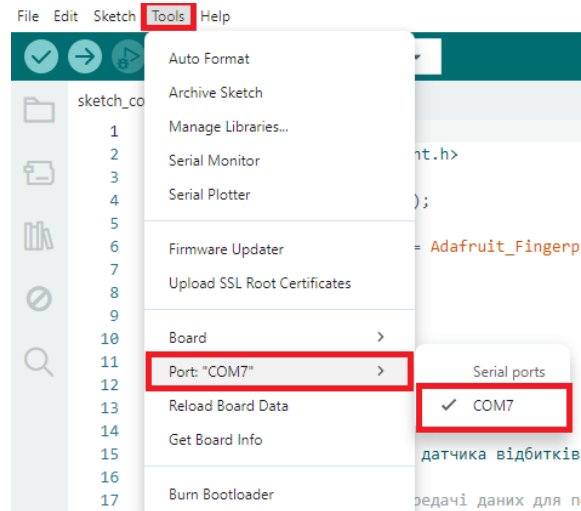 File Edit Sketch Tools Help
Auto Format
sketch_co
Archive Sketch
1
Manage Libraries...
2
nt.h>
Serial Monitor
3
4
Serial Plotter
);
5
6
Firmware Updater
= Adafruit_Fingerp
7
8
Upload SSL Root Certificates
9
10
Board
11
Port: "COM7"
Serial ports
12
13
Reload Board Data
COM7
14
Get Board Info
15
датчика відбитків
16
17
Burn Bootloader
редачі даних для п